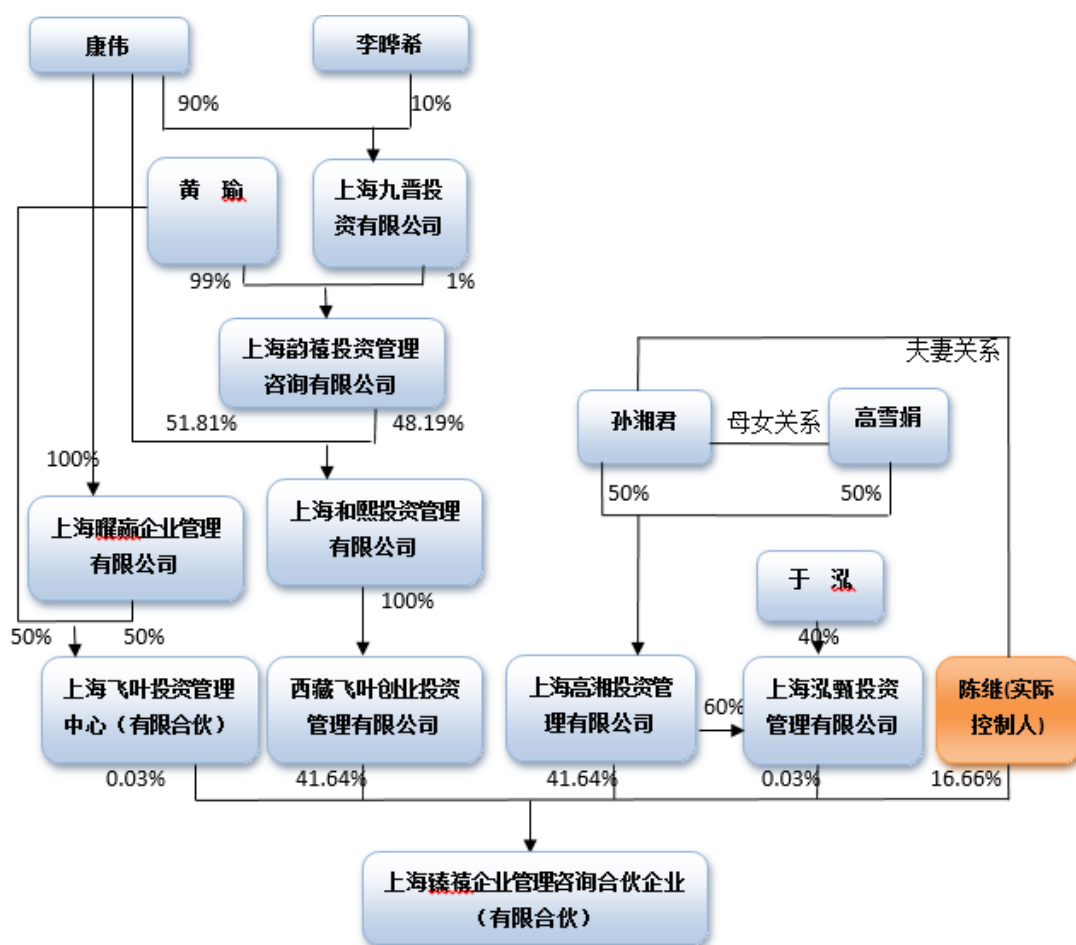 康伟
李晔希
90%
10%
黄 瑜
上海九晋投
资有限公司
99%
1%
上海韵禧投资管理
咨询有限公司
夫妻关系
51.81%
48.19%
孙湘君
母女关系
高雪娟
100%
50%
50%
上海曜赢企业管理
有限公司
上海和熙投资管理
有限公司
于 泓
100%
50%
50%
40%
上海飞叶投资管理
中心（有限合伙）
西藏飞叶创业投资
管理有限公司
上海高湘投资管
理有限公司
60%
上海泓甄投资
管理有限公司
陈维(实际
控制人)
0.03%
41.64%
41.64%
0.03%
16.66%
上海臻禧企业管理咨询合伙企业
（有限合伙）